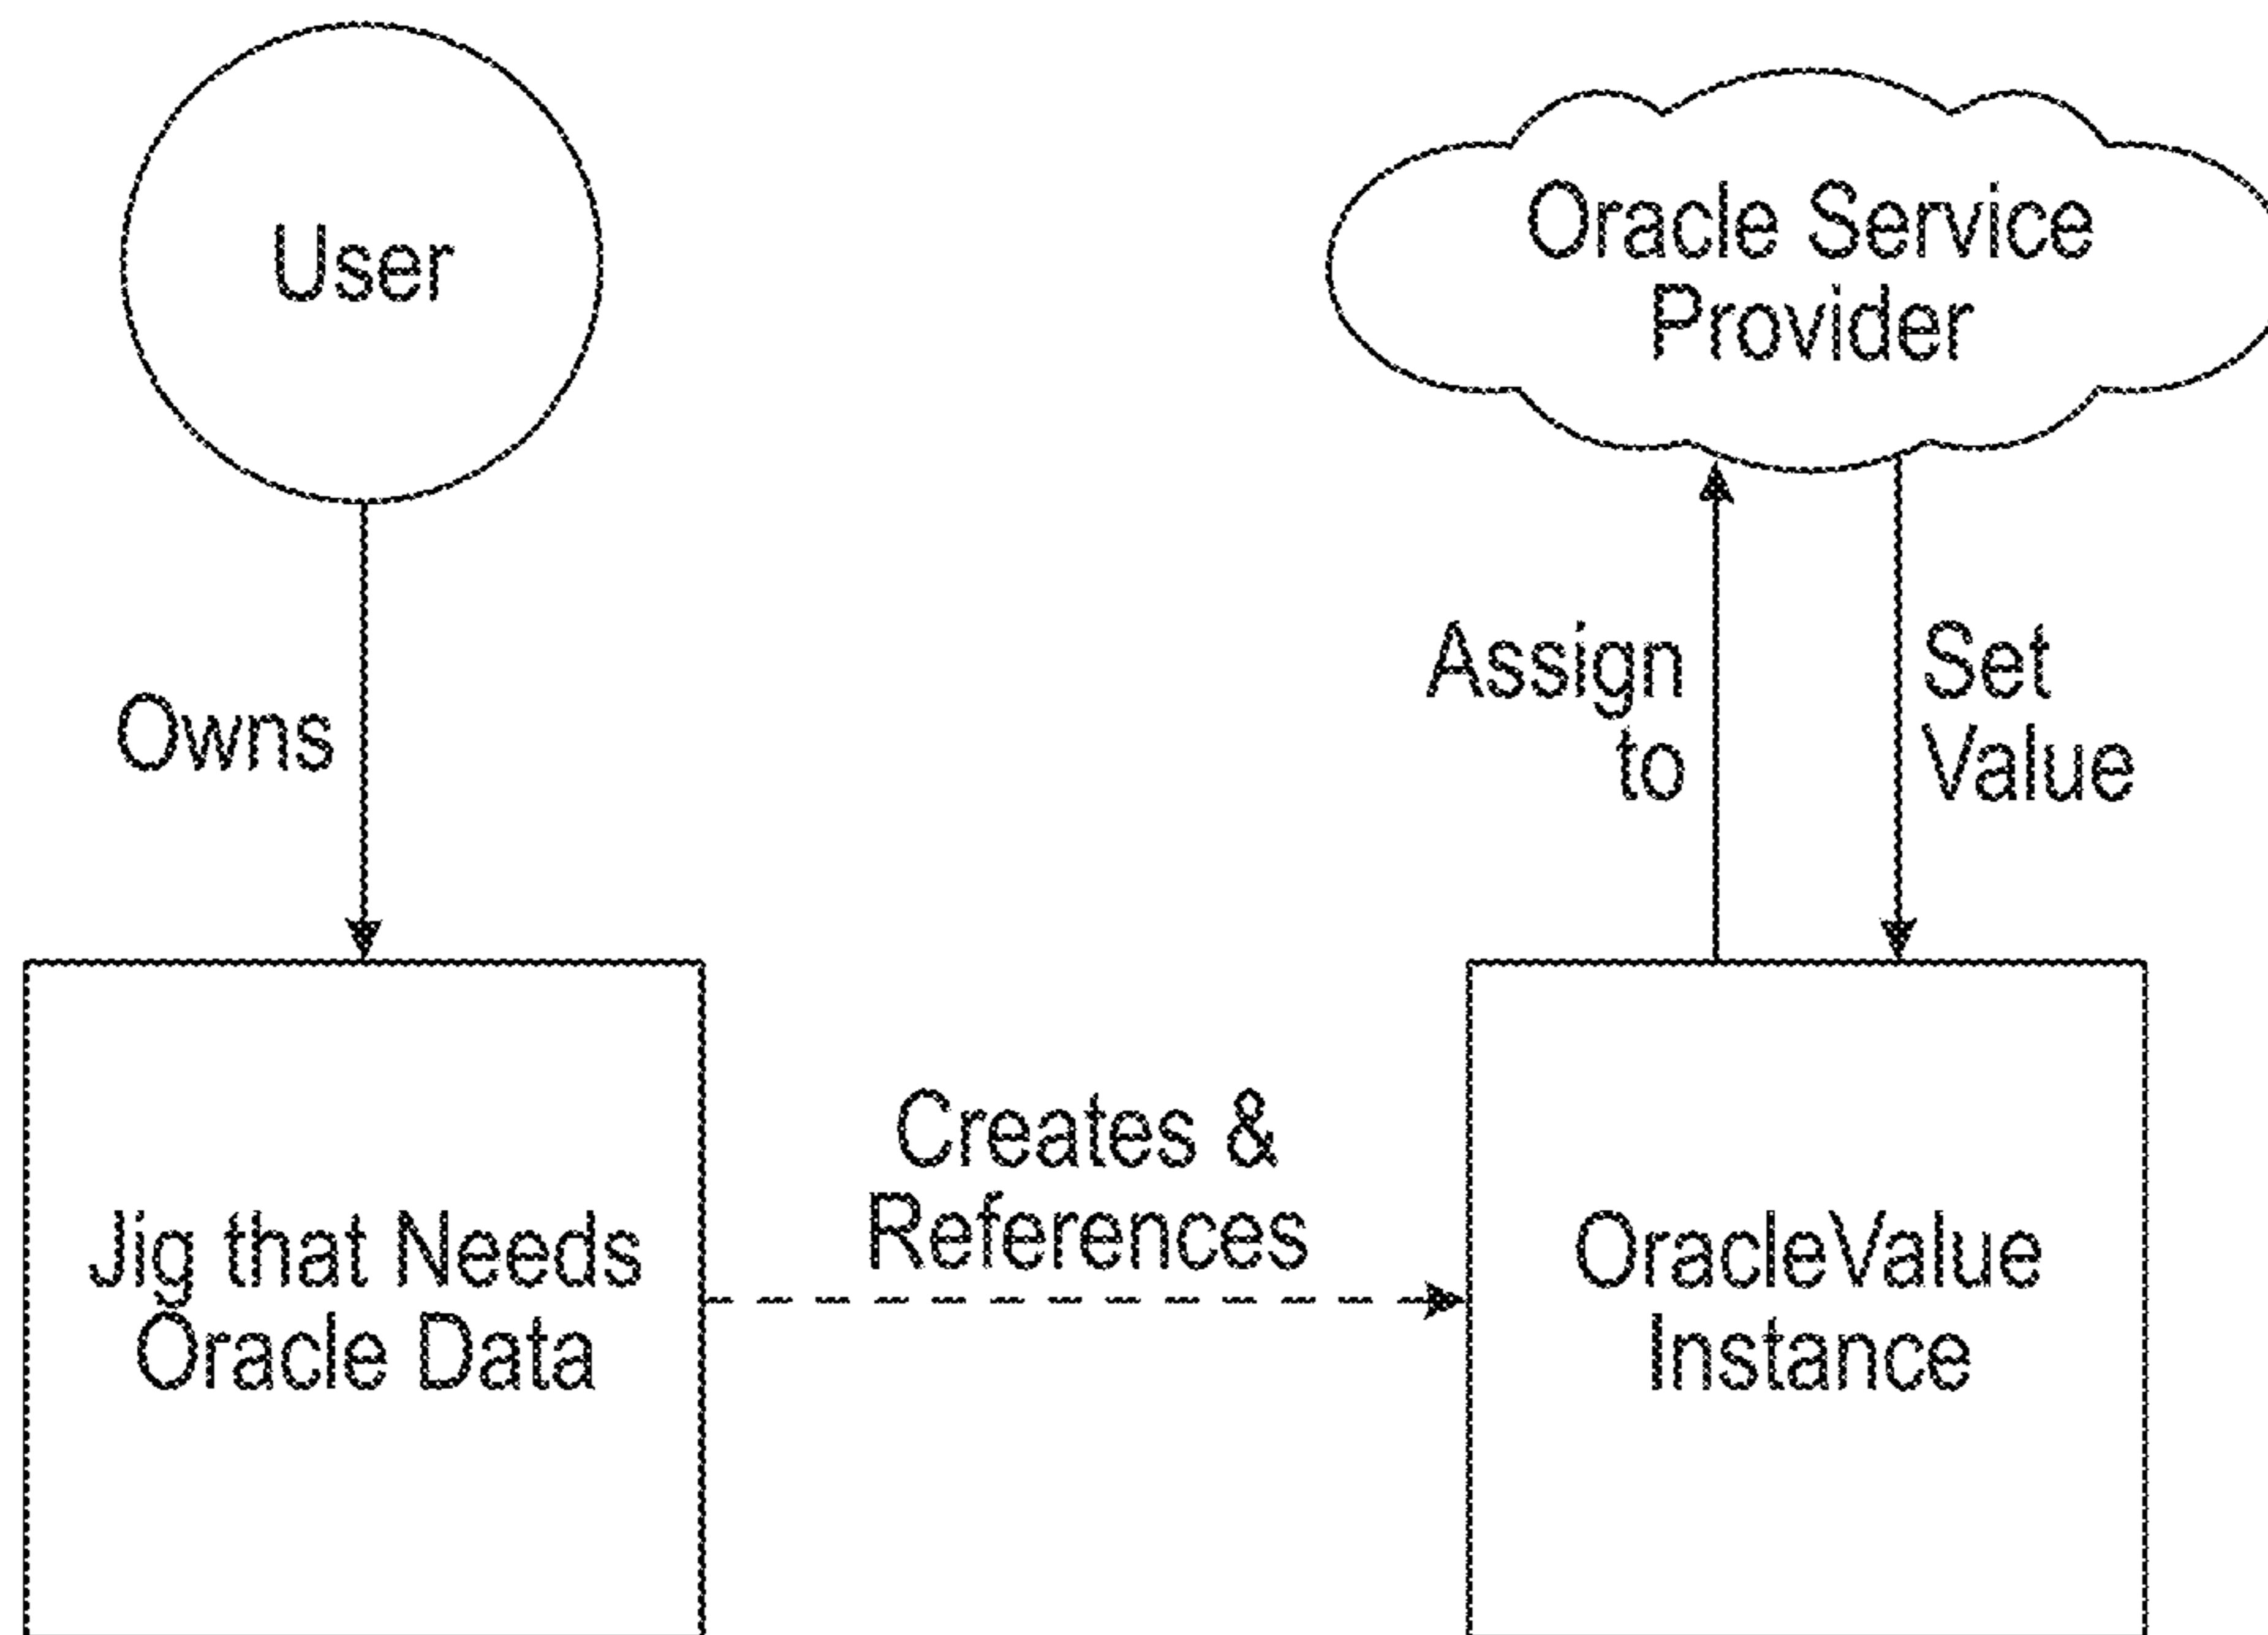 User
Oracle Service
Provider
Owns
Assign
to
Set
Value
Creates &
References
Jig that Needs
Oracle Data
OracleValue
Instance